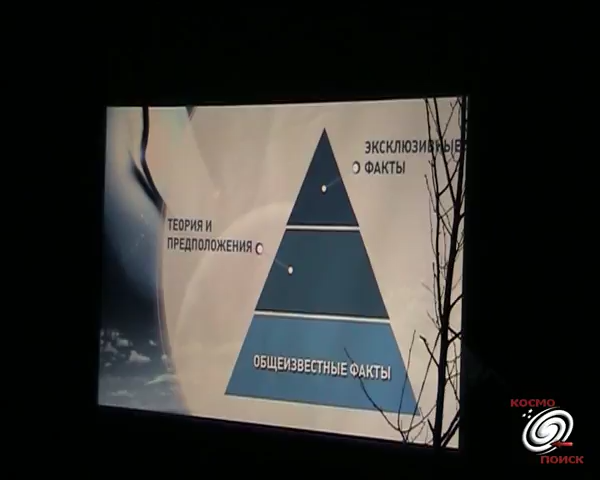 ЭКСКЛЮЗИВНЫЕ
ФАКТЫ
ТЕОРИЯ И
ПРЕДПОЛОЖЕНИЯ
ОБЩЕИЗВЕСТНЫЕ ФАКТЫ
КОСМО
ПОИСК